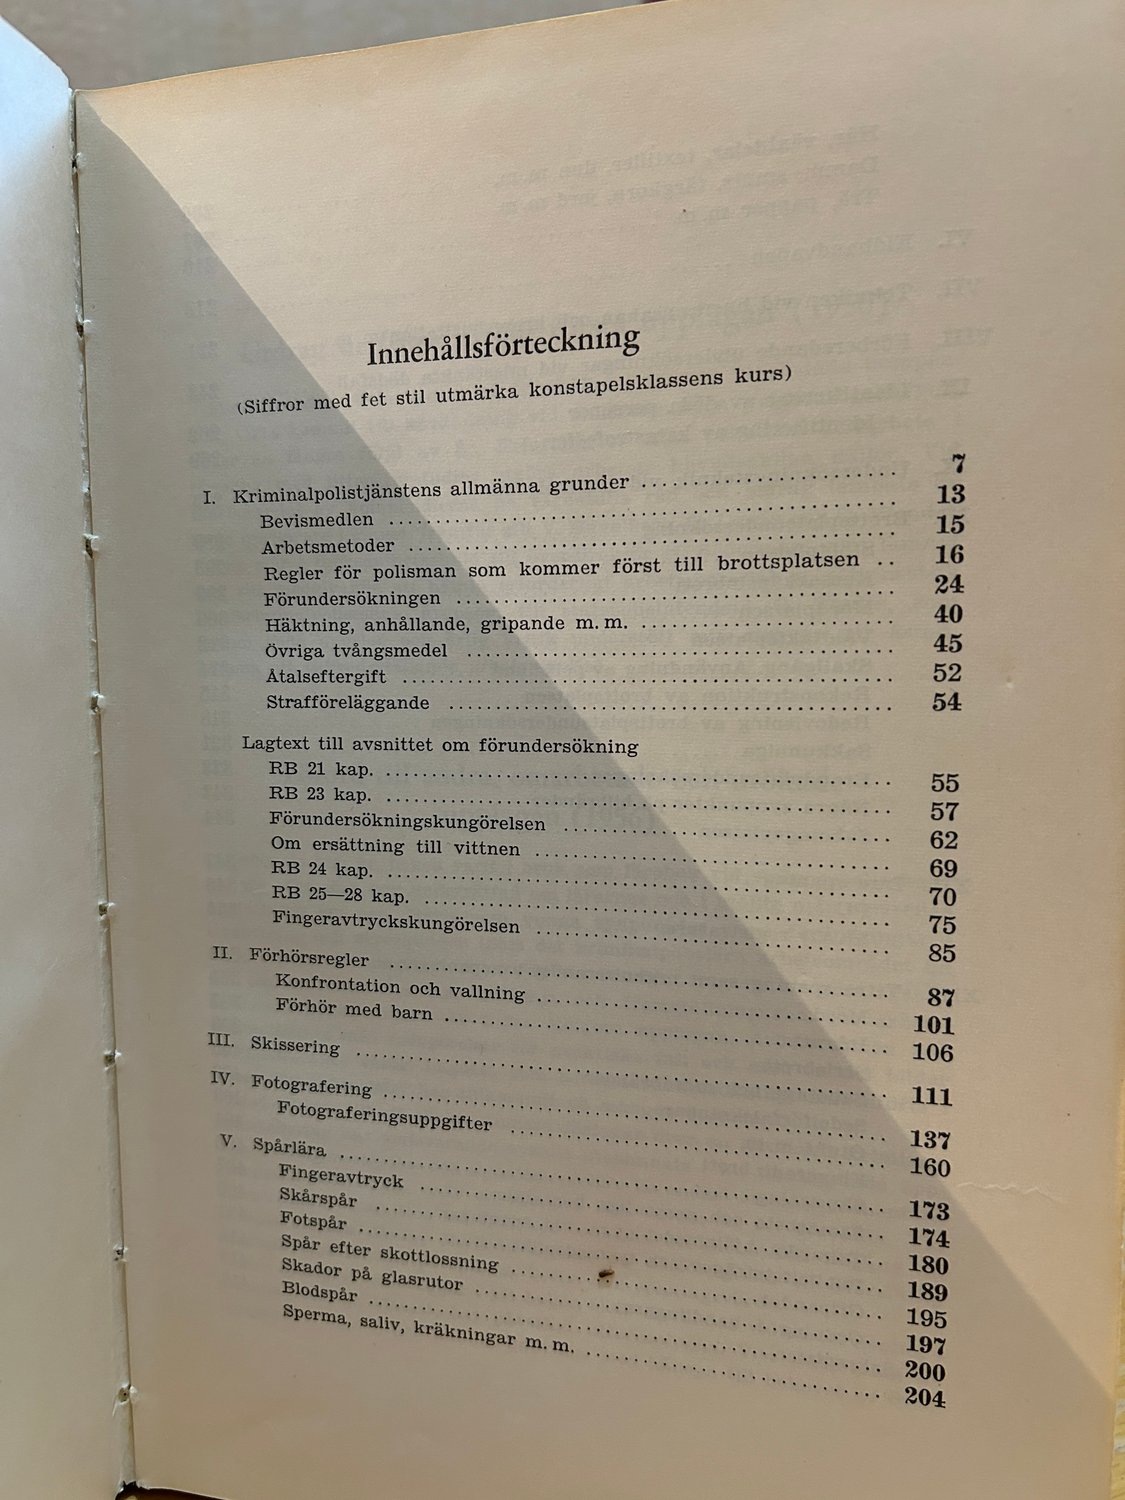 Innehållsförteckning
(Siffror med fet stil utmärka konstapelsklassens kurs)
I. Kriminalpolistjänstens allmänna grunder ........................ 7
Bevismedlen ........................ 13
Arbetsmetoder ........................ 15
Regler för polisman som kommer först till brottsplatsen .. 16
Förundersökningen ........................ 24
Häktning, anhållande, gripande m.m. ........................ 40
Övriga tvångsmedel ........................ 45
Åtalseftergift ........................ 52
Strafföreläggande ........................ 54
Lagtext till avsnittet om förundersökning
RB 21 kap. ........................ 55
RB 23 kap. ........................ 57
Förundersökningskungörelsen ........................ 62
Om ersättning till vittnen ........................ 69
RB 24 kap. ........................ 70
RB 25—28 kap. ........................ 75
Fingeravtryckskungörelsen ........................ 85
II. Förhörsregler ........................ 87
Konfrontation och vallning ........................ 101
Förhör med barn ........................ 106
III. Skissering ........................ 111
IV. Fotografering ........................ 137
Fotograferingsuppgifter ........................ 160
V. Spårlära ........................ 173
Fingeravtryck ........................ 174
Skårspår ........................ 180
Fotspår ........................ 189
Spår efter skottlossning ........................ 195
Skador på glasrutor ........................ 197
Blodspår ........................ 200
Sperma, saliv, kräkningar m.m. ........................ 204